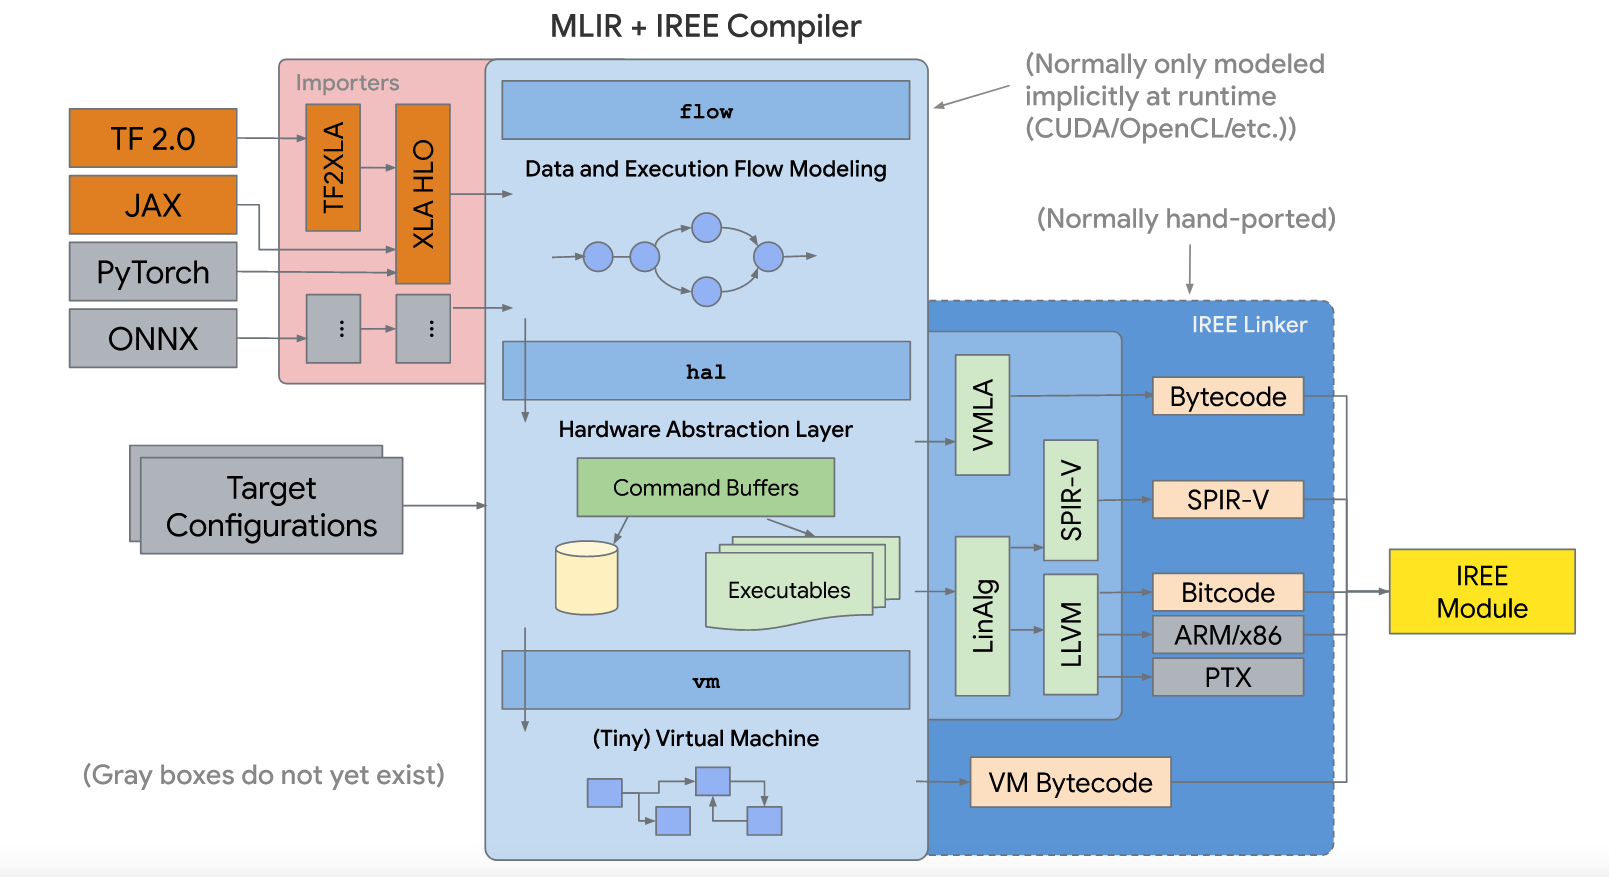 MLIR + IREE Compiler
Importers
TF 2.0
JAX
PyTorch
ONNX
TF2XLA
XLA HLO
...
...
flow
Data and Execution Flow Modeling
(Normally only modeled
implicitly at runtime
(CUDA/OpenCL/etc.))
(Normally hand-ported)
hal
Hardware Abstraction Layer
Command Buffers
Executables
Target
Configurations
vm
(Tiny) Virtual Machine
(Gray boxes do not yet exist)
IREE Linker
VMLA
LinAlg
SPIR-V
LLVM
Bytecode
SPIR-V
Bitcode
ARM/x86
PTX
VM Bytecode
IREE
Module